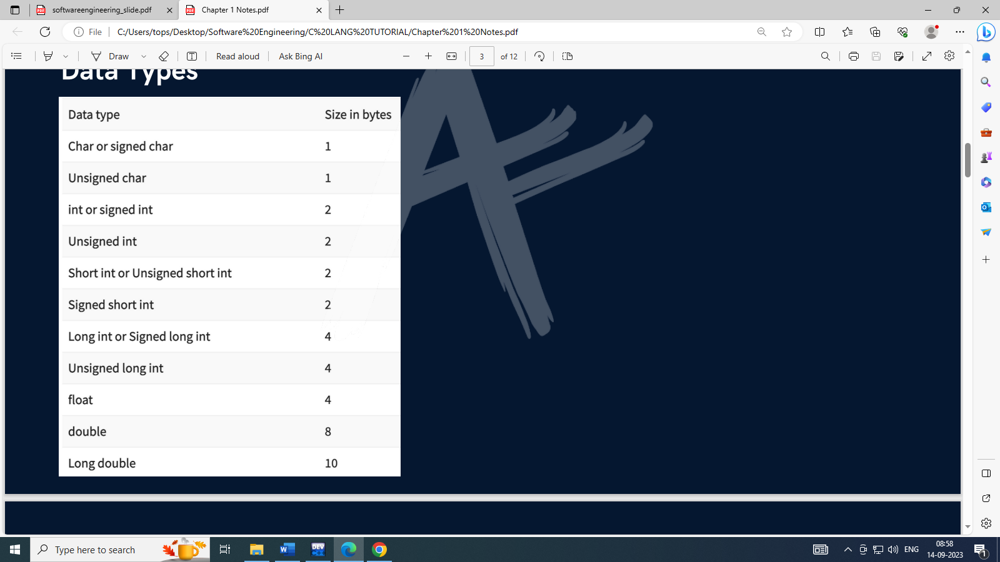 softwareengineering_slide.pdf
Chapter 1 Notes.pdf
File
C:/Users/tops/Desktop/Software%20Engineering/C%20LANG%20TUTORIAL/Chapter%201%20Notes.pdf
Draw
Read aloud
Ask Bing AI
3 of 12
Data Types
Data type Size in bytes
Char or signed char 1
Unsigned char 1
int or signed int 2
Unsigned int 2
Short int or Unsigned short int 2
Signed short int 2
Long int or Signed long int 4
Unsigned long int 4
float 4
double 8
Long double 10
Type here to search
DEV
ENG
08:58
14-09-2023
1